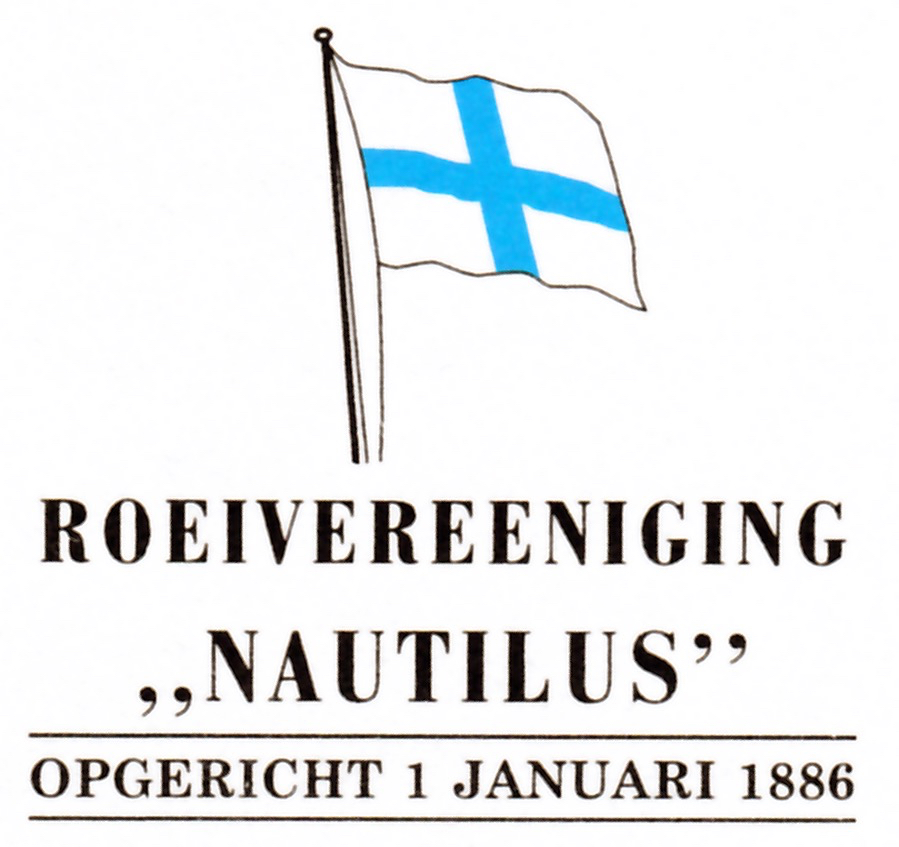 ROEIVEREENIGING
,,NAUTILUS’’
OPGERICHT 1 JANUARI 1886